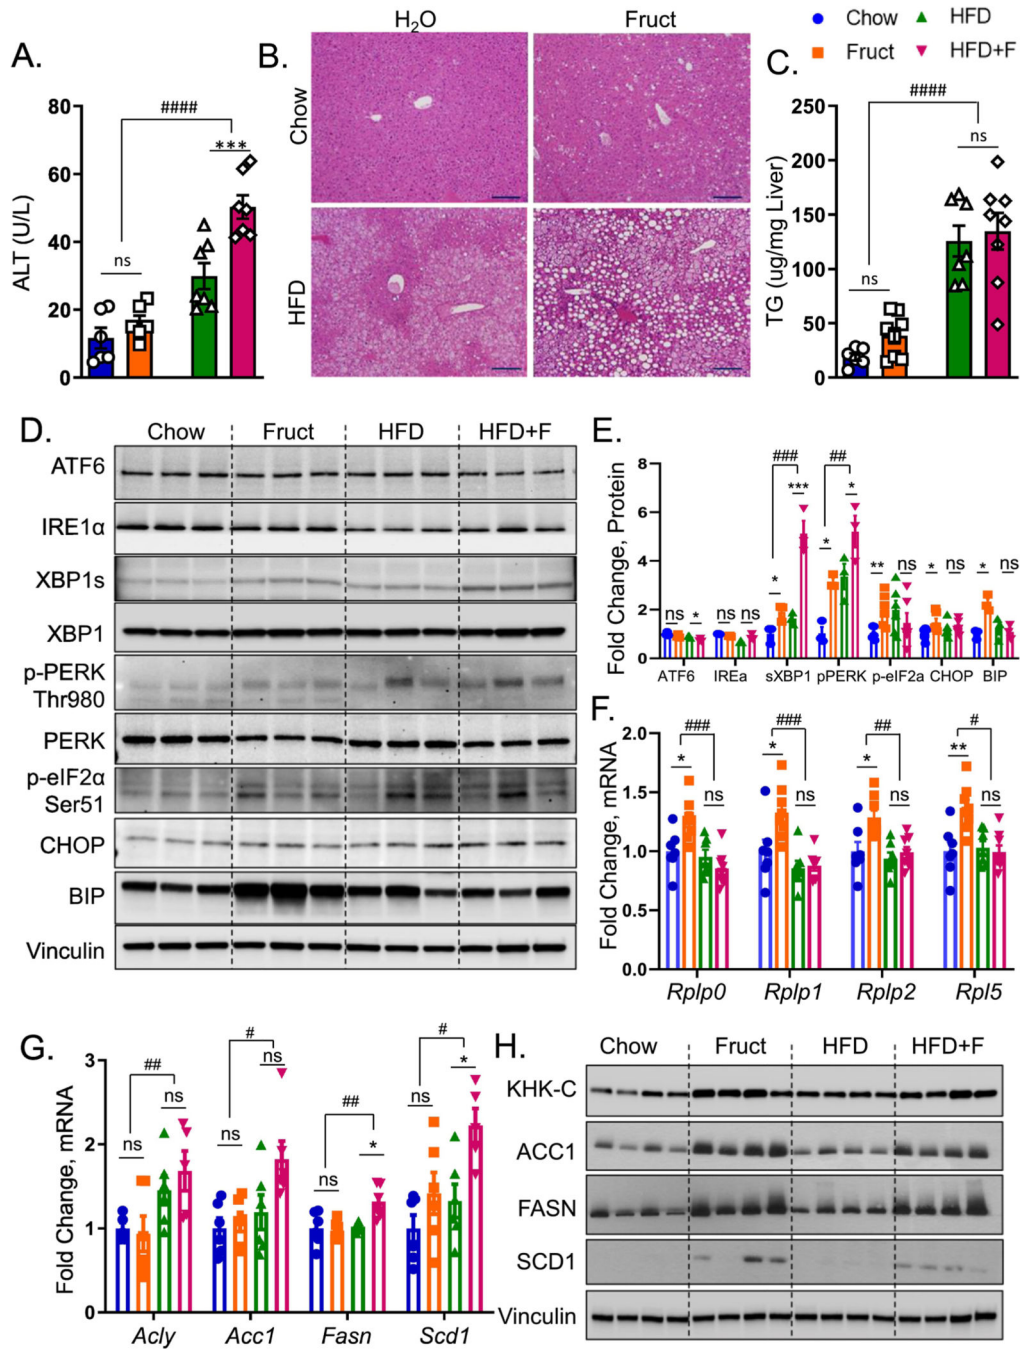 H2O
Fruct
Chow
HFD
Fruct
HFD+F
A.
B.
C.
####
***
ns
ALT (U/L)
80
60
40
20
0
Chow
HFD
####
ns
ns
TG (ug/mg Liver)
250
200
150
100
50
0
D.
Chow
Fruct
HFD
HFD+F
ATF6
IRE1α
XBP1s
XBP1
p-PERK
Thr980
PERK
p-eIF2α
Ser51
CHOP
BIP
Vinculin
E.
Fold Change, Protein
8
6
4
2
0
###
##
***
*
*
*
**
ns
*
ns
*
ns
ns
*
ns
ns
ATF6
IREa
sXBP1
pPERK
p-eIF2a
CHOP
BIP
F.
Fold Change, mRNA
2.0
1.5
1.0
0.5
0.0
###
###
##
#
*
ns
*
ns
*
ns
**
ns
Rplp0
Rplp1
Rplp2
Rpl5
G.
Fold Change, mRNA
3
2
1
0
##
#
##
#
ns
ns
ns
ns
ns
*
ns
*
Acly
Acc1
Fasn
Scd1
H.
Chow
Fruct
HFD
HFD+F
KHK-C
ACC1
FASN
SCD1
Vinculin